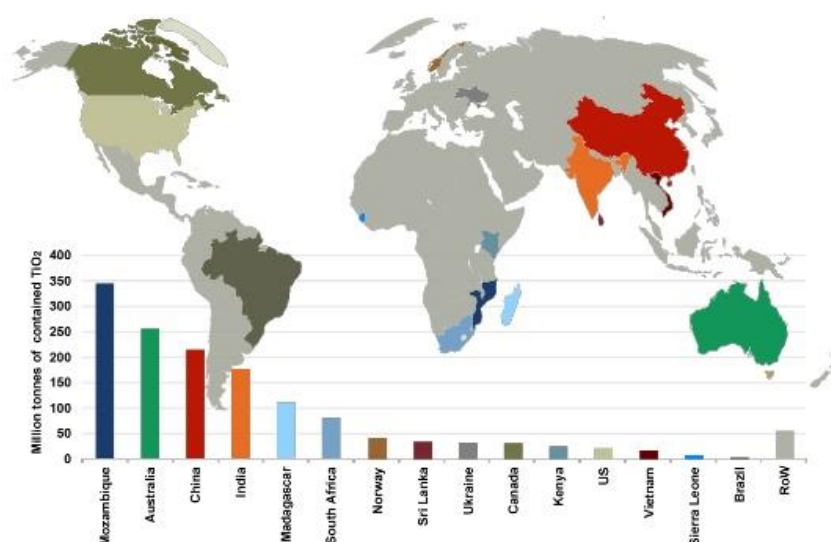 Million tonnes of contained TiO₂
400
350
300
250
200
150
100
50
0
Mozambique
Australia
China
India
Madagascar
South Africa
Norway
Sri Lanka
Ukraine
Canada
Kenya
US
Vietnam
Sierra Leone
Brazil
RoW